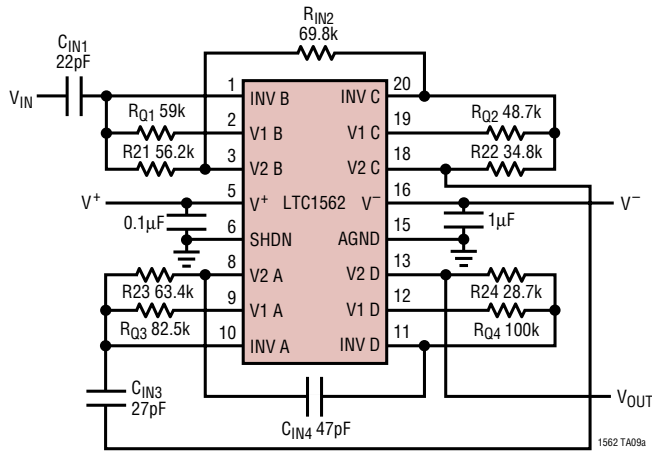 RIN2
69.8k
CIN1
22pF
VIN
1 INV B INV C 20
RQ1 59k 2 V1 B V1 C 19 RQ2 48.7k
R21 56.2k 3 V2 B V2 C 18 R22 34.8k
V+ 5 V+ LTC1562 V– 16 V–
0.1µF 6 SHDN AGND 15 1µF
8 V2 A V2 D 13
R23 63.4k 9 V1 A V1 D 12 R24 28.7k
RQ3 82.5k 10 INV A INV D 11 RQ4 100k
CIN3
27pF
CIN4 47pF
VOUT
1562 TA09a